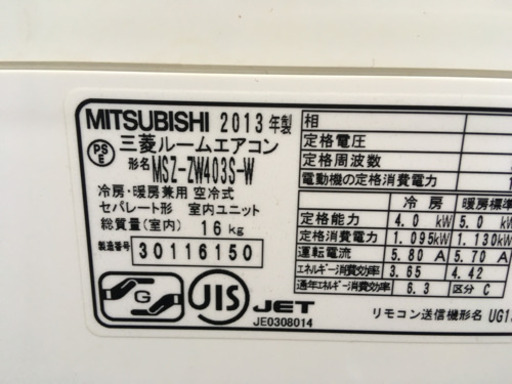 MITSUBISHI 2013年製
PS
E
三菱ルームエアコン
形名 MSZ-ZW403S-W
冷房・暖房兼用 空冷式
セパレート形 室内ユニット
総質量(室内) 16kg
製造番号 30116150
G
JIS
JET
JE0308014
相
定格電圧
定格周波数
電動機の定格消費電力
冷房 暖房標準
定格能力 4.0 kW 5.0 kW
定格消費電力 1.095kW 1.130kW
運転電流 5.80 A 5.70 A
エネルギー消費効率 3.65 4.42
通年エネルギー消費効率 6.3 区分 C
リモコン送信機形名